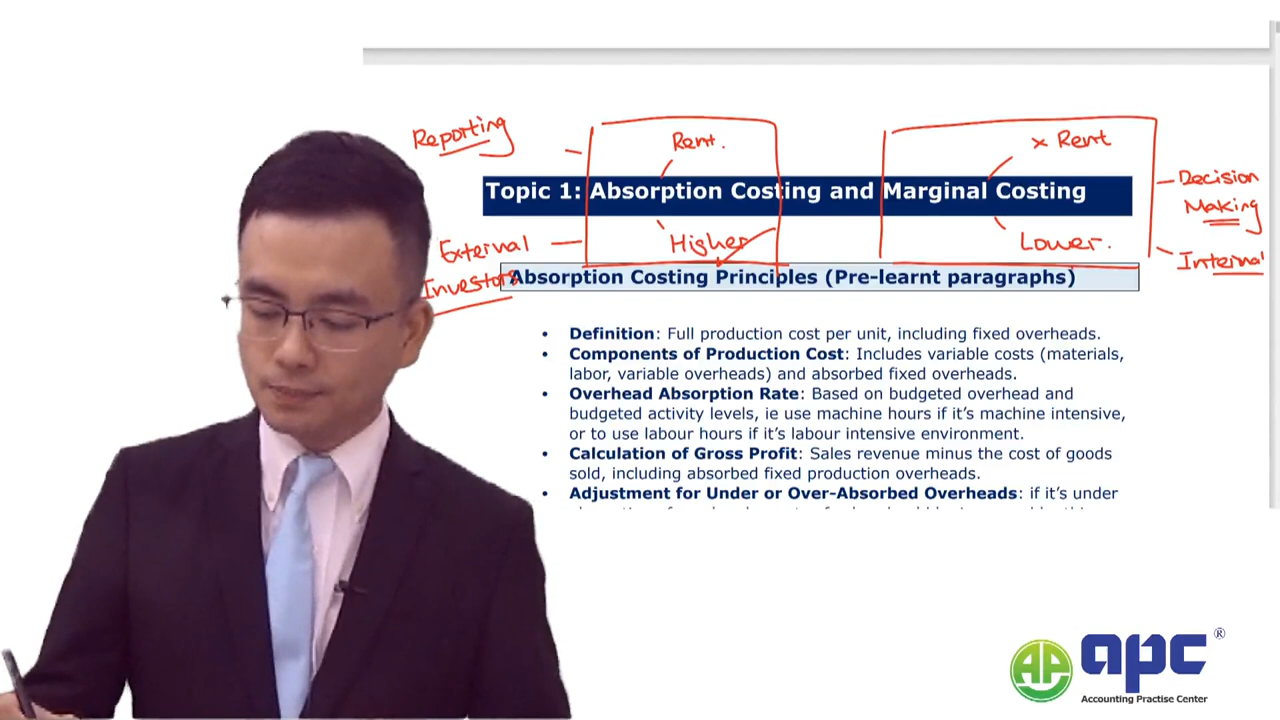 Reporting
Rent.
x Rent
Topic 1: Absorption Costing and Marginal Costing
Decision
Making
External
Higher
Lower.
Internal
Investors
Absorption Costing Principles (Pre-learnt paragraphs)
• Definition: Full production cost per unit, including fixed overheads.
• Components of Production Cost: Includes variable costs (materials,
labor, variable overheads) and absorbed fixed overheads.
• Overhead Absorption Rate: Based on budgeted overhead and
budgeted activity levels, ie use machine hours if it's machine intensive,
or to use labour hours if it's labour intensive environment.
• Calculation of Gross Profit: Sales revenue minus the cost of goods
sold, including absorbed fixed production overheads.
• Adjustment for Under or Over-Absorbed Overheads: if it's under
AP apc ®
Accounting Practise Center